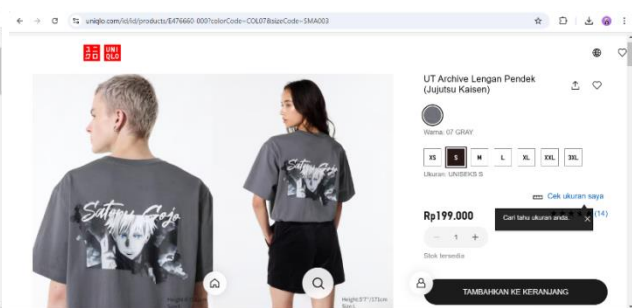 uniqlo.com/id/id/products/E476660-000?colorCode=COL07&sizeCode=SMA003
UNI
QLO
UT Archive Lengan Pendek
(Jujutsu Kaisen)
Warna: 07 GRAY
XS S M L XL XXL 3XL
Ukuran: UNISEKS S
Cek ukuran saya
Rp199.000
Cari tahu ukuran anda. ×
(14)
− 1 +
Stok tersedia
TAMBAHKAN KE KERANJANG
Satoru Gojo
Satoru Gojo